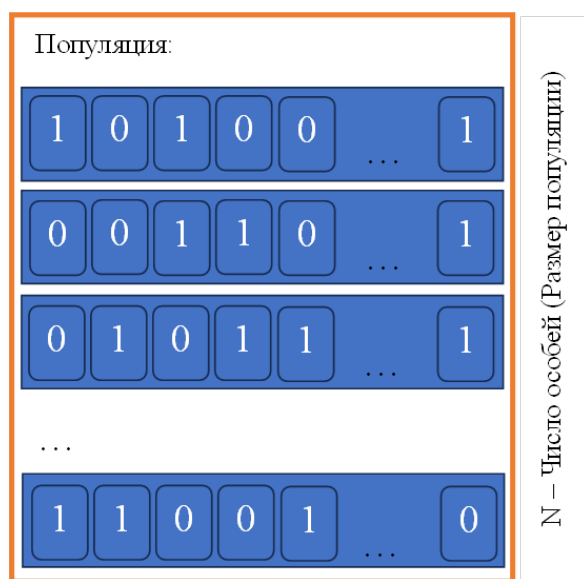 Популяция:
1 0 1 0 0 ... 1
0 0 1 1 0 ... 1
0 1 0 1 1 ... 1
...
1 1 0 0 1 ... 0
N – Число особей (Размер популяции)